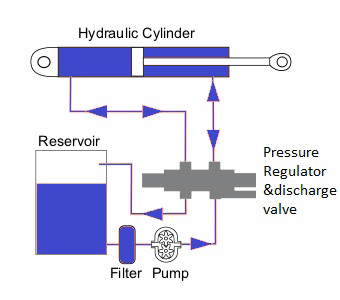 Hydraulic Cylinder
Reservoir
Pressure
Regulator
&discharge
valve
Filter Pump